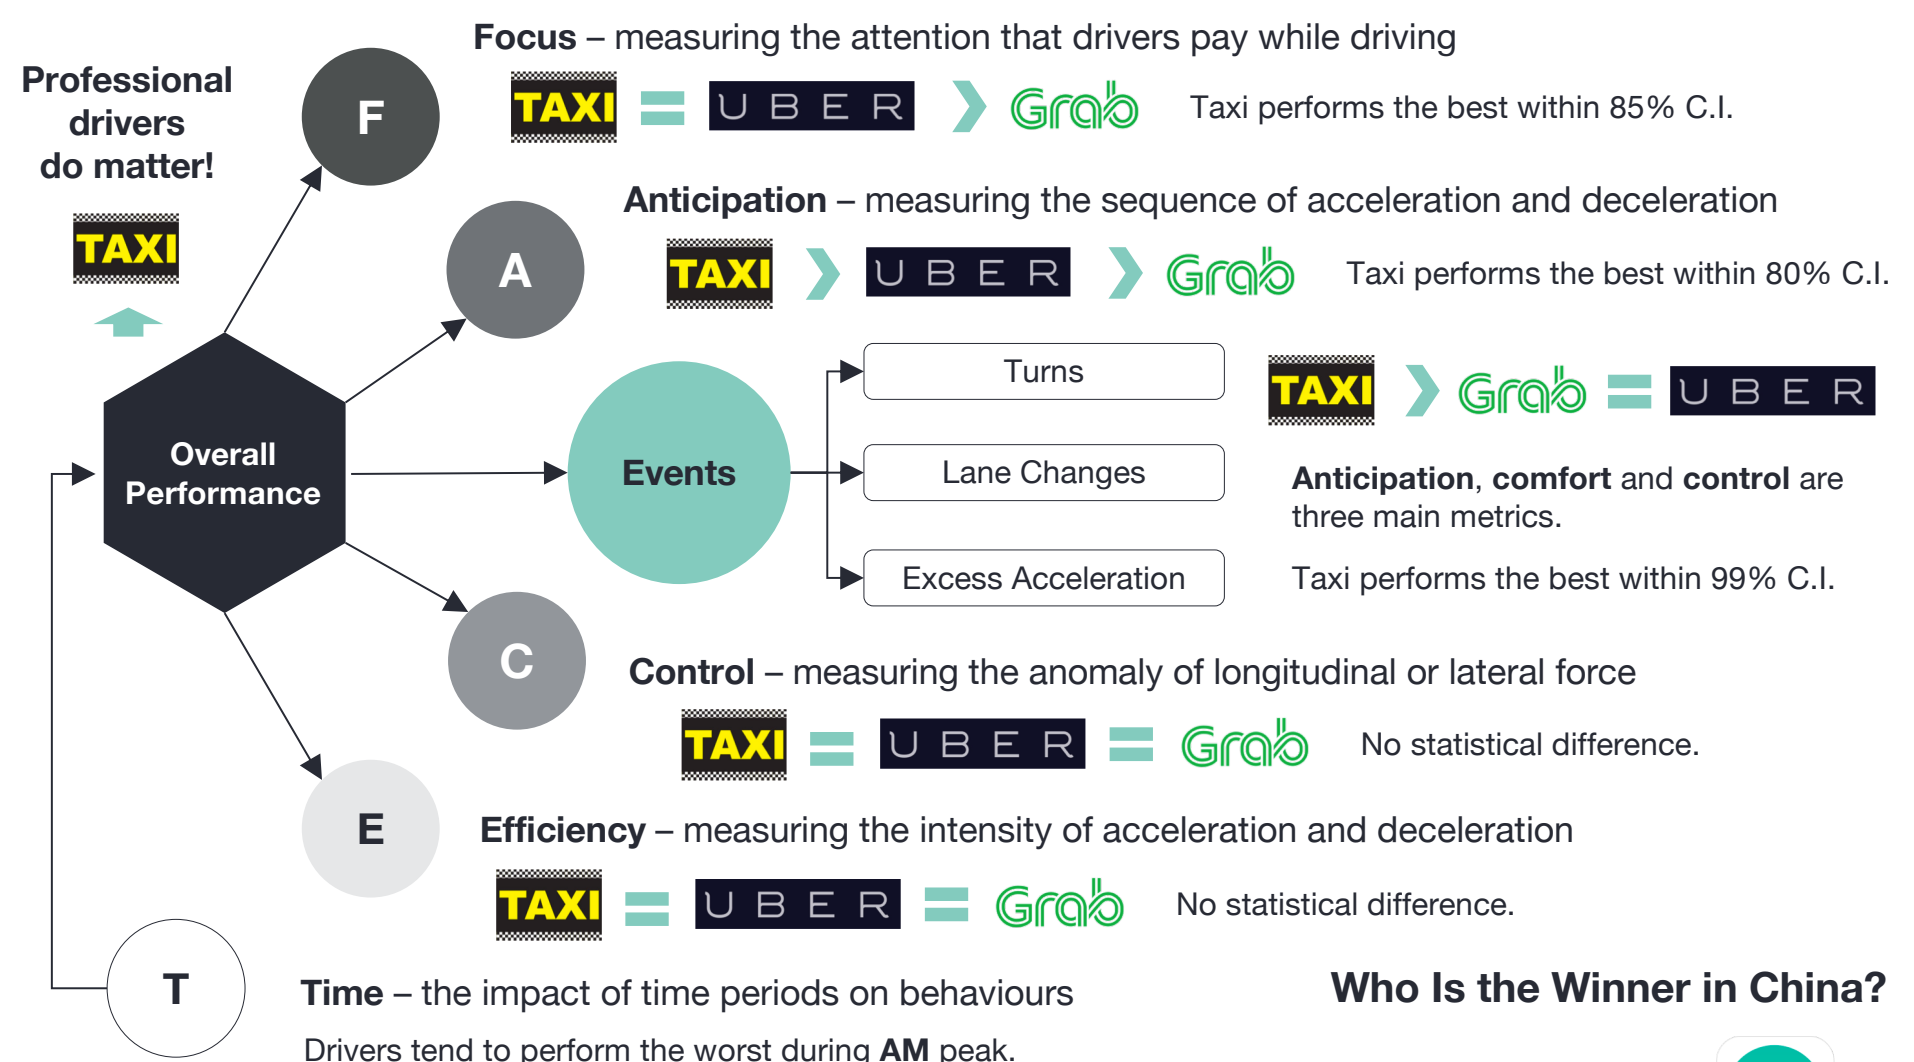 Professional
drivers
do matter!
TAXI
F
Focus – measuring the attention that drivers pay while driving
TAXI = UBER Grab Taxi performs the best within 85% C.I.
A
Anticipation – measuring the sequence of acceleration and deceleration
TAXI UBER Grab Taxi performs the best within 80% C.I.
Overall
Performance
Events
Turns
Lane Changes
Excess Acceleration
TAXI Grab = UBER
Anticipation, comfort and control are
three main metrics.
Taxi performs the best within 99% C.I.
C
Control – measuring the anomaly of longitudinal or lateral force
TAXI = UBER = Grab No statistical difference.
E
Efficiency – measuring the intensity of acceleration and deceleration
TAXI = UBER = Grab No statistical difference.
T
Time – the impact of time periods on behaviours
Drivers tend to perform the worst during AM peak.
Who Is the Winner in China?